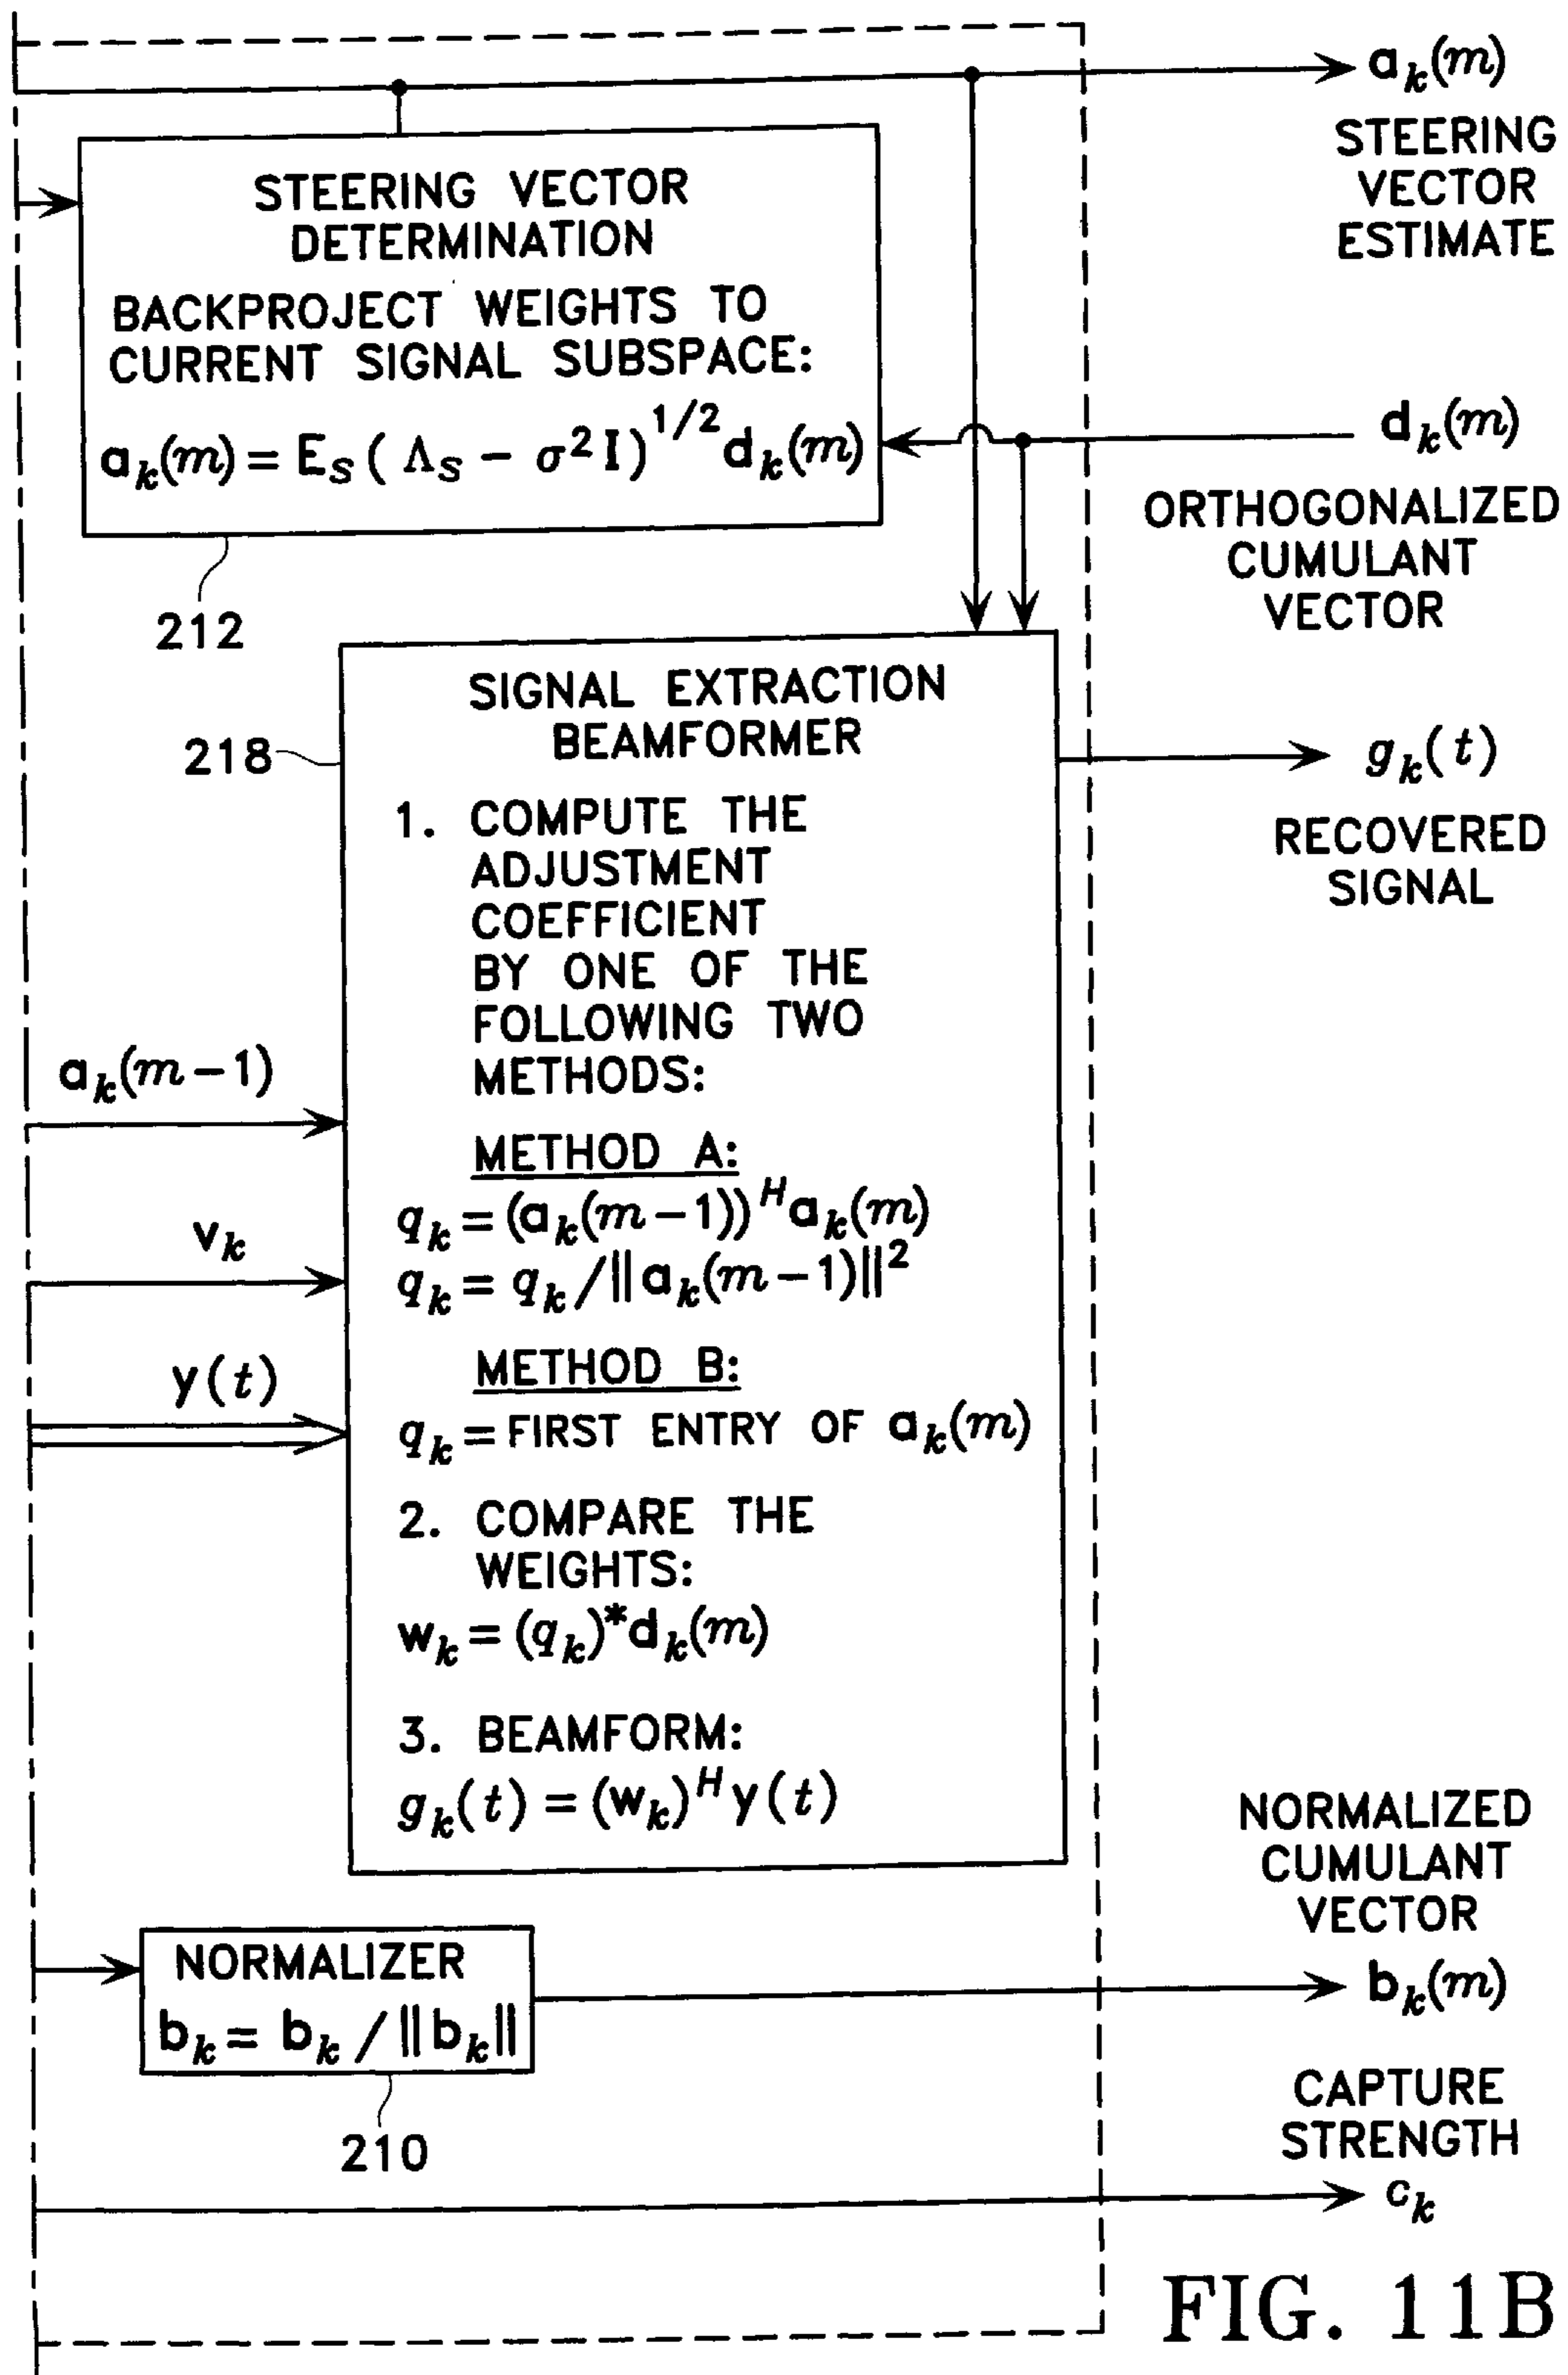 a_k(m)
STEERING
VECTOR
ESTIMATE
STEERING VECTOR
DETERMINATION
BACKPROJECT WEIGHTS TO
CURRENT SIGNAL SUBSPACE:
a_k(m) = E_S ( Λ_S − σ² I )^{1/2} d_k(m)
212
d_k(m)
ORTHOGONALIZED
CUMULANT
VECTOR
218
SIGNAL EXTRACTION
BEAMFORMER
1. COMPUTE THE
ADJUSTMENT
COEFFICIENT
BY ONE OF THE
FOLLOWING TWO
METHODS:
METHOD A:
q_k = (a_k(m−1))^H a_k(m)
q_k = q_k / ||a_k(m−1)||²
METHOD B:
q_k = FIRST ENTRY OF a_k(m)
2. COMPARE THE
WEIGHTS:
w_k = (q_k)* d_k(m)
3. BEAMFORM:
g_k(t) = (w_k)^H y(t)
g_k(t)
RECOVERED
SIGNAL
a_k(m−1)
v_k
y(t)
NORMALIZER
b_k = b_k / ||b_k||
210
NORMALIZED
CUMULANT
VECTOR
b_k(m)
CAPTURE
STRENGTH
c_k
FIG. 11B